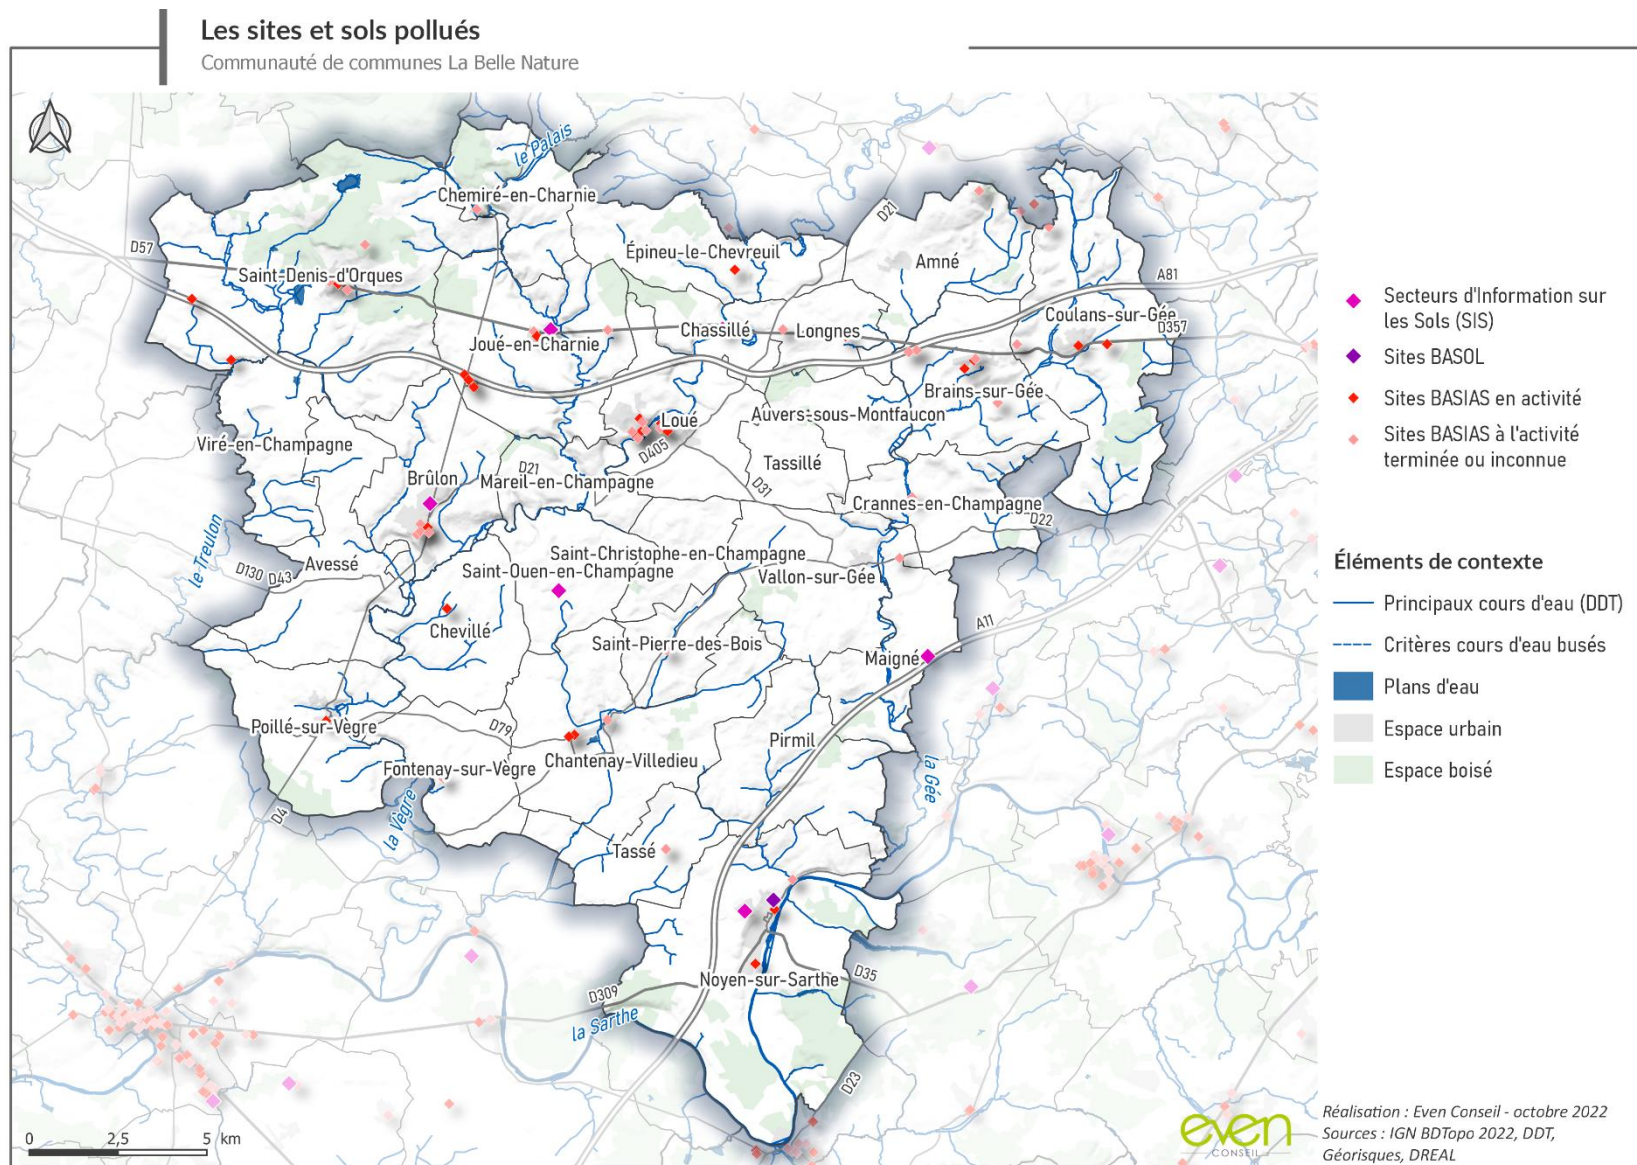 Les sites et sols pollués
Communauté de communes La Belle Nature
le Palais
Chemiré-en-Charnie
D21
D57
Épineu-le-Chevreuil
Amné
A81
Saint-Denis-d'Orques
Coulans-sur-Gée
D357
Chassillé
Longnes
Joué-en-Charnie
Brains-sur-Gée
Loué
Auvers-sous-Montfaucon
D405
Viré-en-Champagne
D21
Tassillé
Brûlon
Mareil-en-Champagne
D31
Crannes-en-Champagne
D22
le Treulon
Saint-Christophe-en-Champagne
D130
D43
Avessé
Saint-Ouen-en-Champagne
Vallon-sur-Gée
A11
Chevillé
Saint-Pierre-des-Bois
Maigné
Poillé-sur-Vègre
D79
Pirmil
Chantenay-Villedieu
Fontenay-sur-Vègre
la Gée
D4
la Vègre
Tassé
Noyen-sur-Sarthe
D35
D309
la Sarthe
D23
0 2,5 5 km
Secteurs d'Information sur
les Sols (SIS)
Sites BASOL
Sites BASIAS en activité
Sites BASIAS à l'activité
terminée ou inconnue
Éléments de contexte
Principaux cours d'eau (DDT)
Critères cours d'eau busés
Plans d'eau
Espace urbain
Espace boisé
even
CONSEIL
Réalisation : Even Conseil - octobre 2022
Sources : IGN BDTopo 2022, DDT,
Géorisques, DREAL